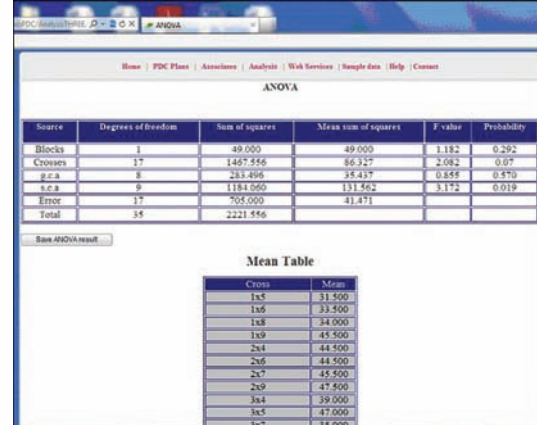 ANOVA
Home | PDC Plans | Associates | Analysis | Web Services | Sample data | Help | Contact
ANOVA
Source Degrees of freedom Sum of squares Mean sum of squares F value Probability
Blocks 1 49.000 49.000 1.182 0.292
Crosses 17 1467.556 86.327 2.082 0.07
g.c.a 8 283.496 35.437 0.855 0.570
s.c.a 9 1184.060 131.562 3.172 0.019
Error 17 705.000 41.471
Total 35 2221.556
Save ANOVA result
Mean Table
Cross Mean
1x5 31.500
1x6 33.500
1x8 34.000
1x9 45.500
2x4 44.500
2x6 44.500
2x7 45.500
2x9 47.500
3x4 39.000
3x5 47.000
3x7 35.000